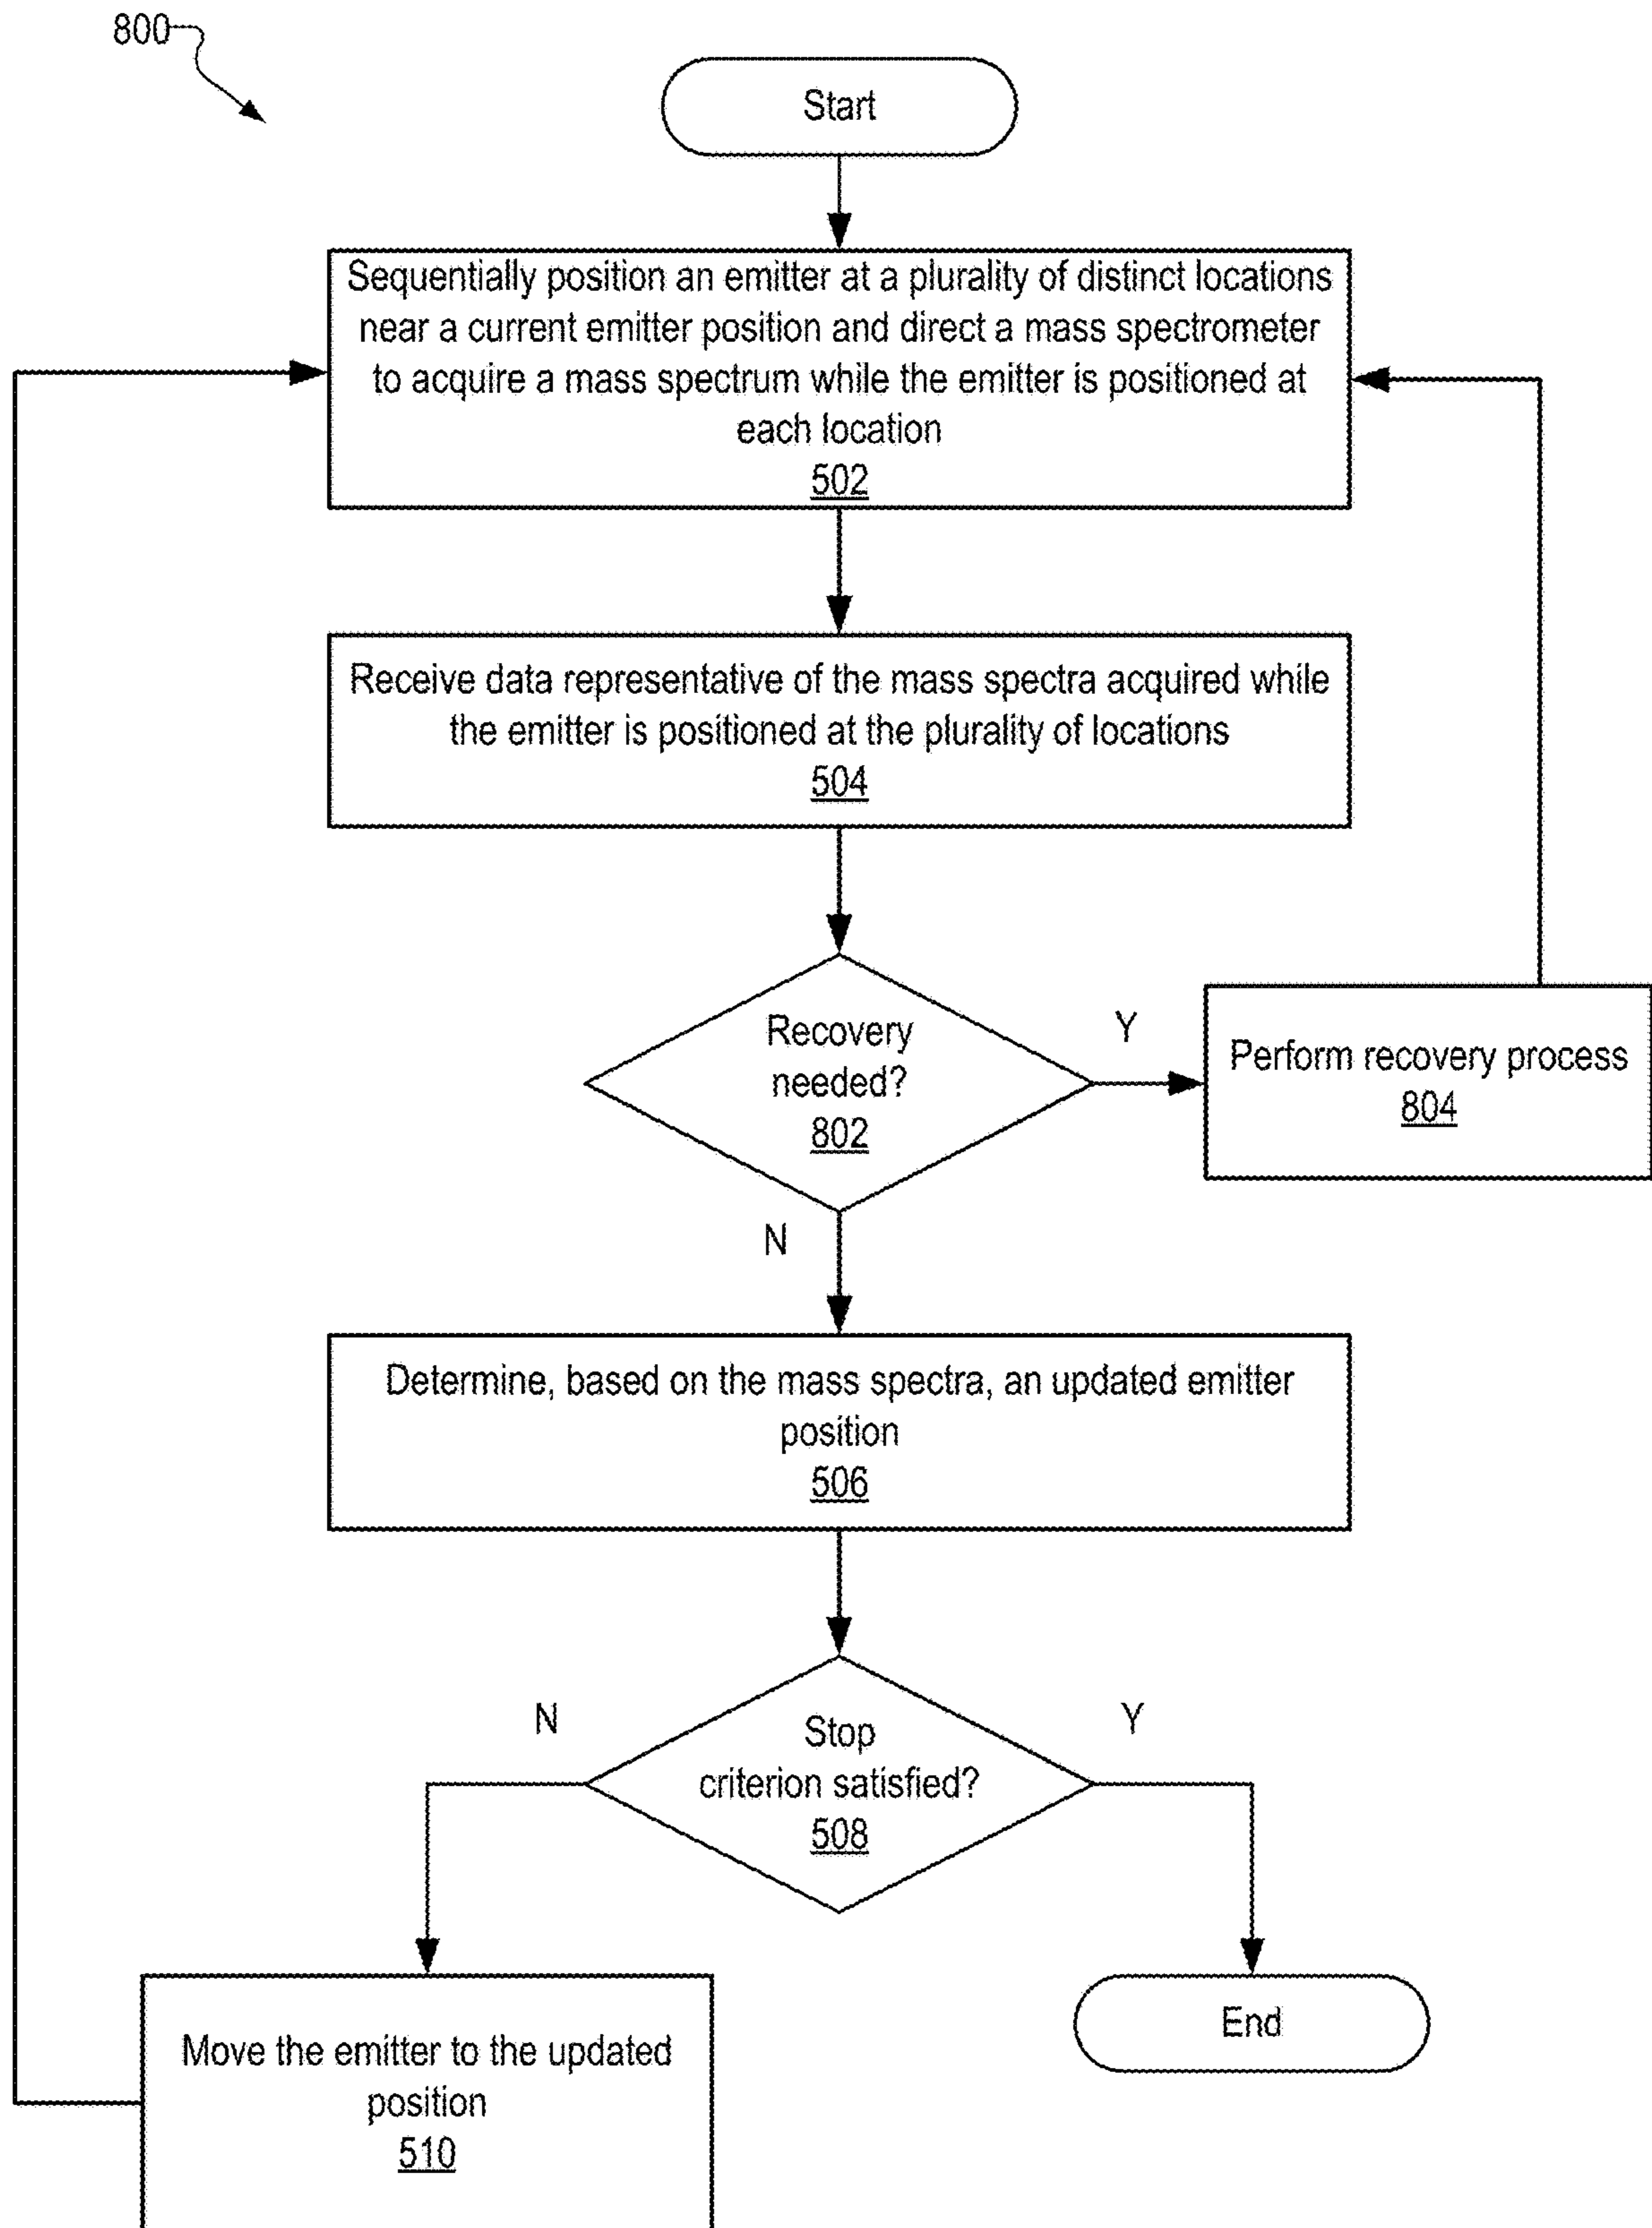 800
Start
Sequentially position an emitter at a plurality of distinct locations
near a current emitter position and direct a mass spectrometer
to acquire a mass spectrum while the emitter is positioned at
each location
502
Receive data representative of the mass spectra acquired while
the emitter is positioned at the plurality of locations
504
Recovery
needed?
802
Y
Perform recovery process
804
N
Determine, based on the mass spectra, an updated emitter
position
506
N
Stop
criterion satisfied?
508
Y
Move the emitter to the updated
position
510
End